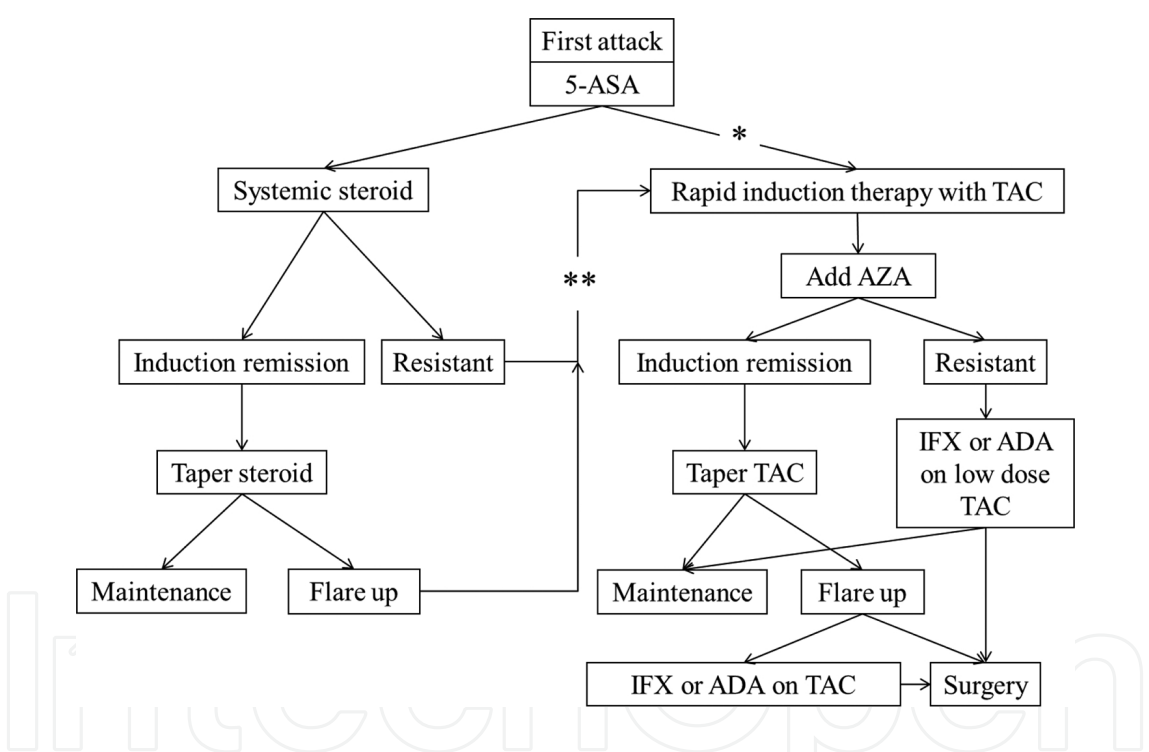 First attack
5-ASA
*
Systemic steroid
Rapid induction therapy with TAC
**
Add AZA
Induction remission
Resistant
Induction remission
Resistant
IFX or ADA
on low dose
TAC
Taper steroid
Taper TAC
Maintenance
Flare up
Maintenance
Flare up
IFX or ADA on TAC
Surgery
IntechOpen